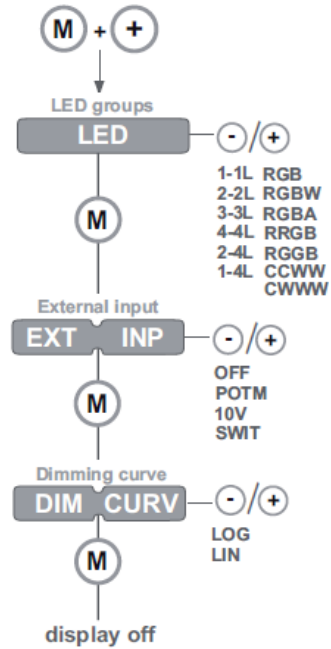 M + +
LED groups
LED - / +
1-1L RGB
2-2L RGBW
3-3L RGBA
4-4L RRGB
2-4L RGGB
1-4L CCWW
CWWW
M
External input
EXT INP - / +
OFF
POTM
10V
SWIT
M
Dimming curve
DIM CURV - / +
LOG
LIN
M
display off